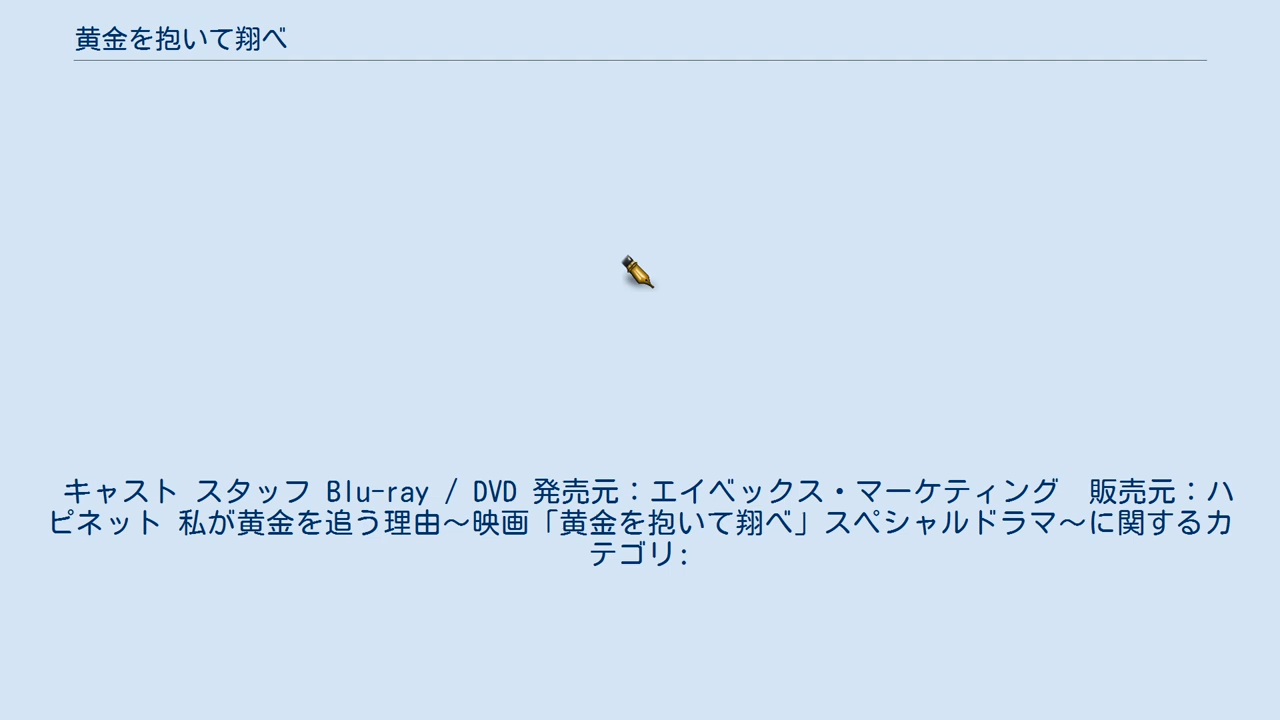 黄金を抱いて翔べ
キャスト スタッフ Blu-ray / DVD 発売元：エイベックス・マーケティング　販売元：ハ
ピネット 私が黄金を追う理由〜映画「黄金を抱いて翔べ」スペシャルドラマ〜に関するカ
テゴリ: